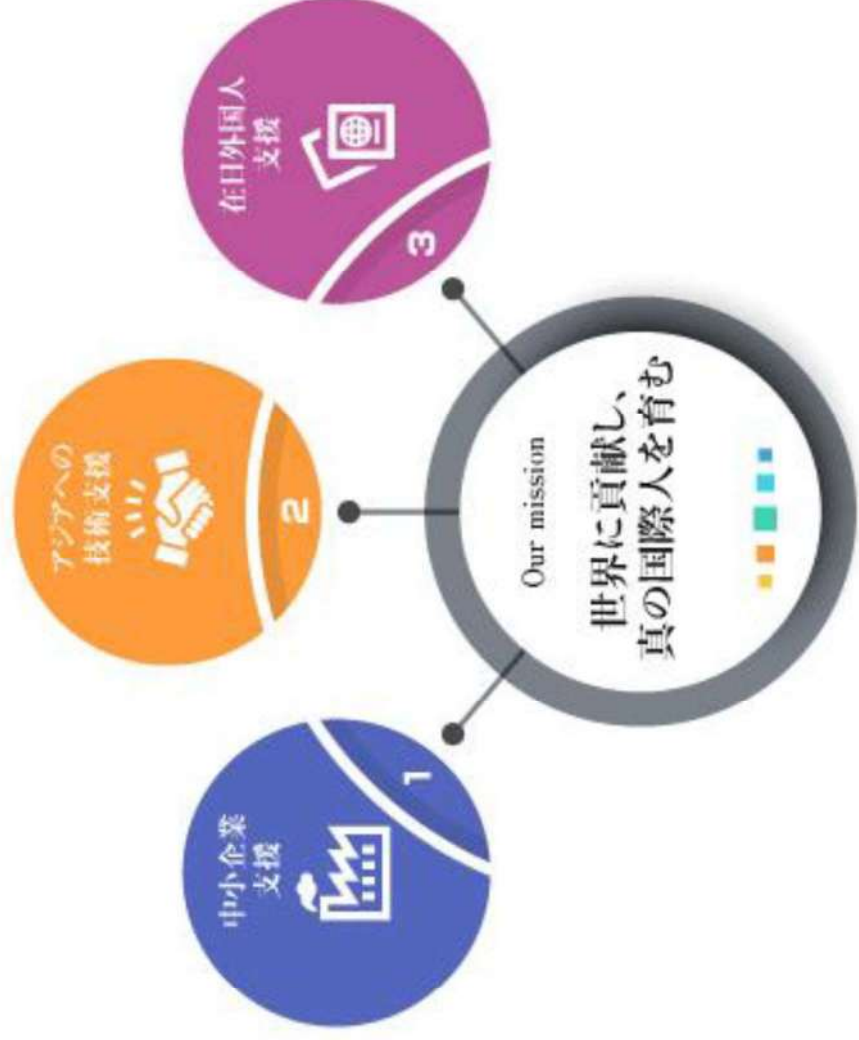 中小企業
支援
1
アジアへの
技術支援
2
在日外国人
支援
3
Our mission
世界に貢献し、
真の国際人を育む